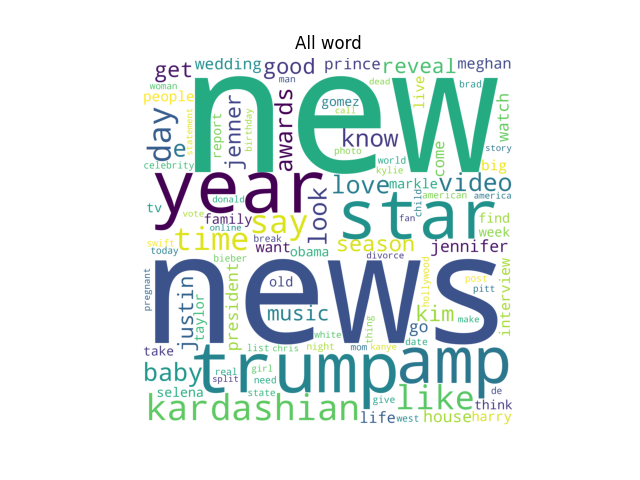 All word
get wedding good prince reveal meghan
woman man dead brad
people new gomez live
call
day e statement report jenner birthday awards know photo come watch
celebrity world kylie story big
year look love markle video
tv donald child american america
vote family say star fan find
online week
swift time break want obama season jennifer
today bieber divorce
pregnant news old hollywood post pitt interview
justin taylor president music thing kim go make
white date
take list chris night mom kanye
baby real girl trump amp
split need
selena state like de
kardashian give think
life west house harry